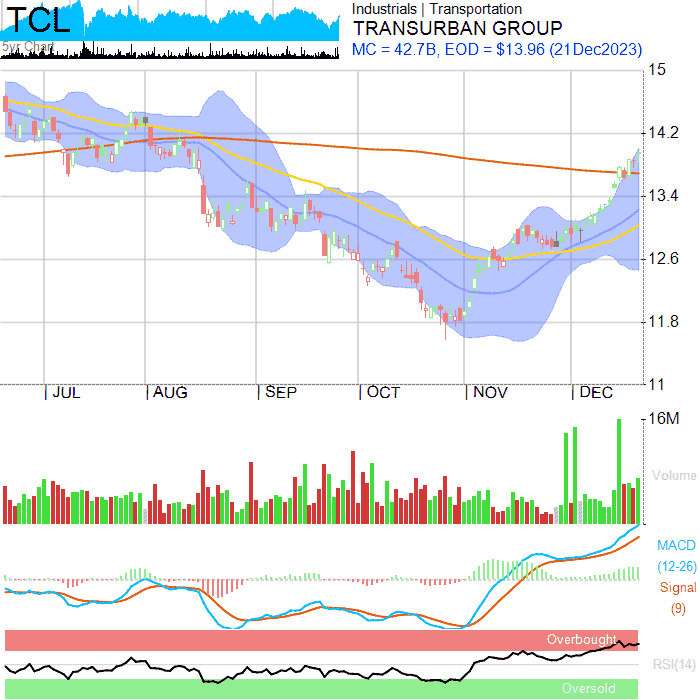 TCL
5yr Chart
Industrials | Transportation
TRANSURBAN GROUP
MC = 42.7B, EOD = $13.96 (21Dec2023)
15
14.2
13.4
12.6
11.8
11
JUL
AUG
SEP
OCT
NOV
DEC
16M
Volume
MACD
(12-26)
Signal
(9)
Overbought
RSI(14)
Oversold